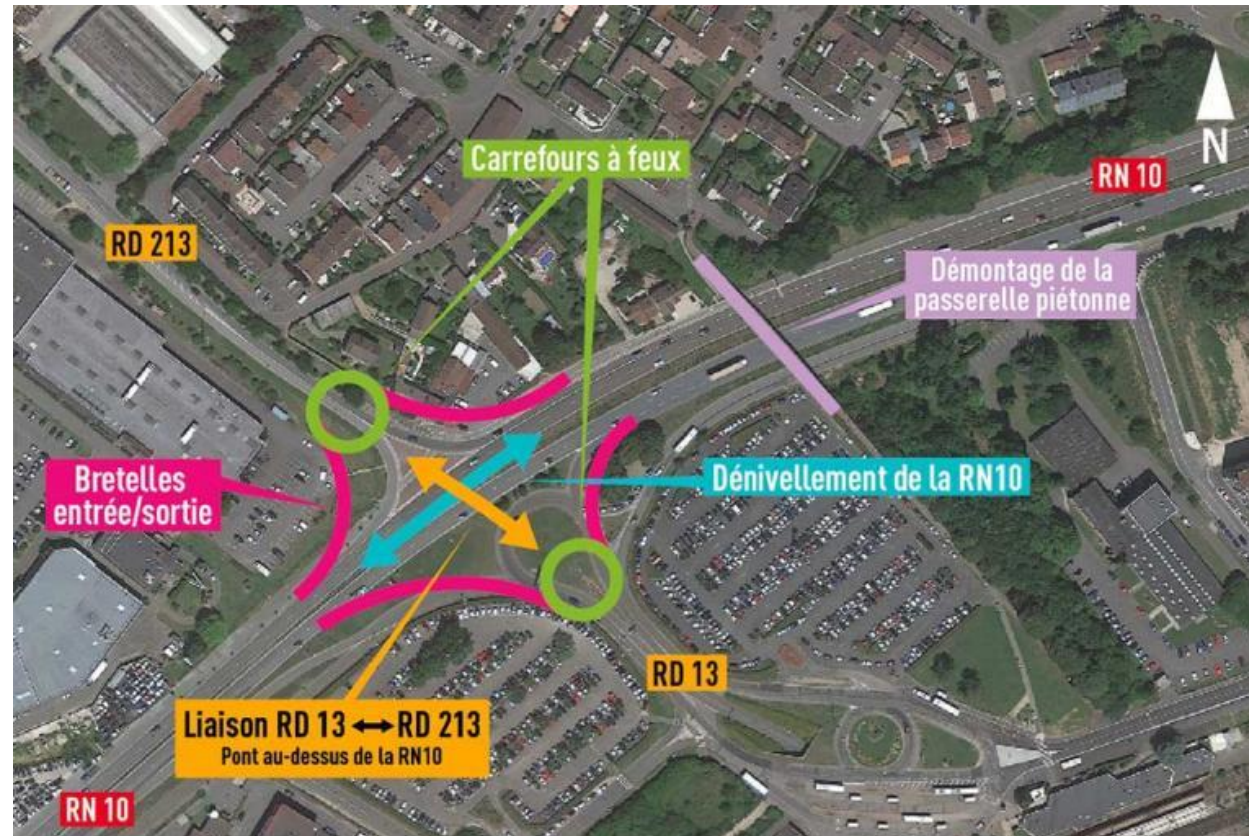 Carrefours à feux
N
RN 10
RD 213
Démontage de la
passerelle piétonne
Bretelles
entrée/sortie
Dénivellement de la RN10
RD 13
Liaison RD 13 ↔ RD 213
Pont au-dessus de la RN10
RN 10